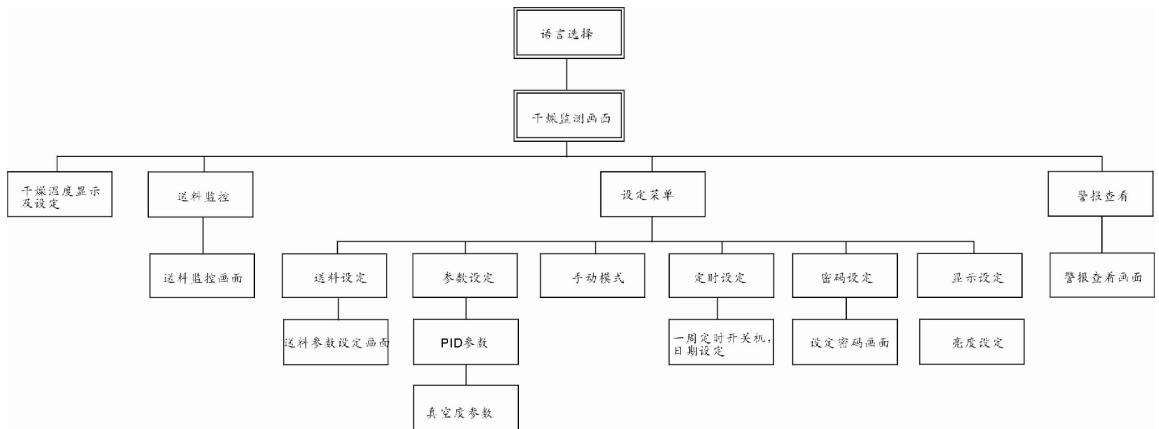 语言选择
干燥监测画面
干燥温度显示
及设定
送料监控
设定菜单
警报查看
送料监控画面
送料设定
参数设定
手动模式
定时设定
密码设定
显示设定
警报查看画面
送料参数设定画面
PID参数
一周定时开关机，
日期设定
设定密码画面
亮度设定
真空度参数